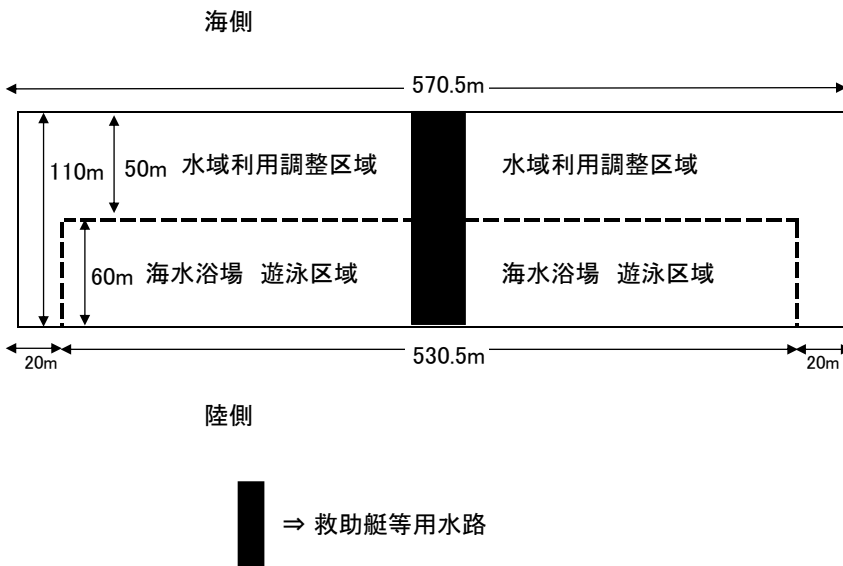 海側
570.5m
110m
50m
水域利用調整区域
水域利用調整区域
60m
海水浴場　遊泳区域
海水浴場　遊泳区域
20m
530.5m
20m
陸側
⇒ 救助艇等用水路